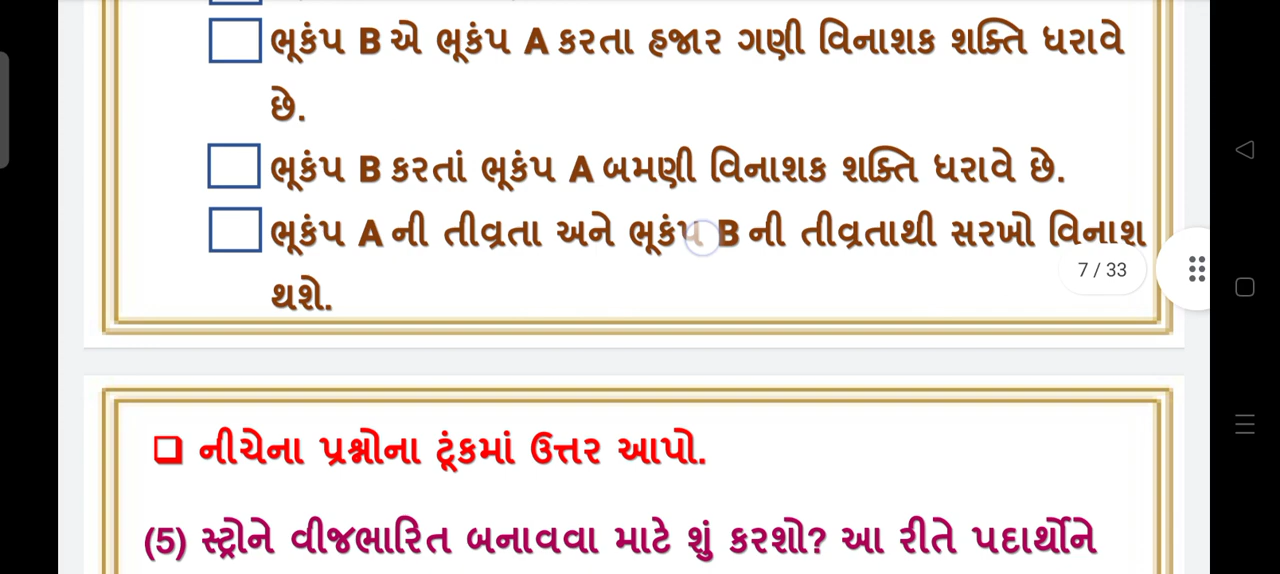 ભૂકંપ B એ ભૂકંપ A કરતા હજાર ગણી વિનાશક શક્તિ ધરાવે
છે.
ભૂકંપ B કરતાં ભૂકંપ A બમણી વિનાશક શક્તિ ધરાવે છે.
ભૂકંપ A ની તીવ્રતા અને ભૂકંપ B ની તીવ્રતાથી સરખો વિનાશ
7 / 33
થશે.
❑ નીચેના પ્રશ્નોના ટૂંકમાં ઉત્તર આપો.
(5) સ્ટ્રોને વીજભારિત બનાવવા માટે શું કરશો? આ રીતે પદાર્થોને